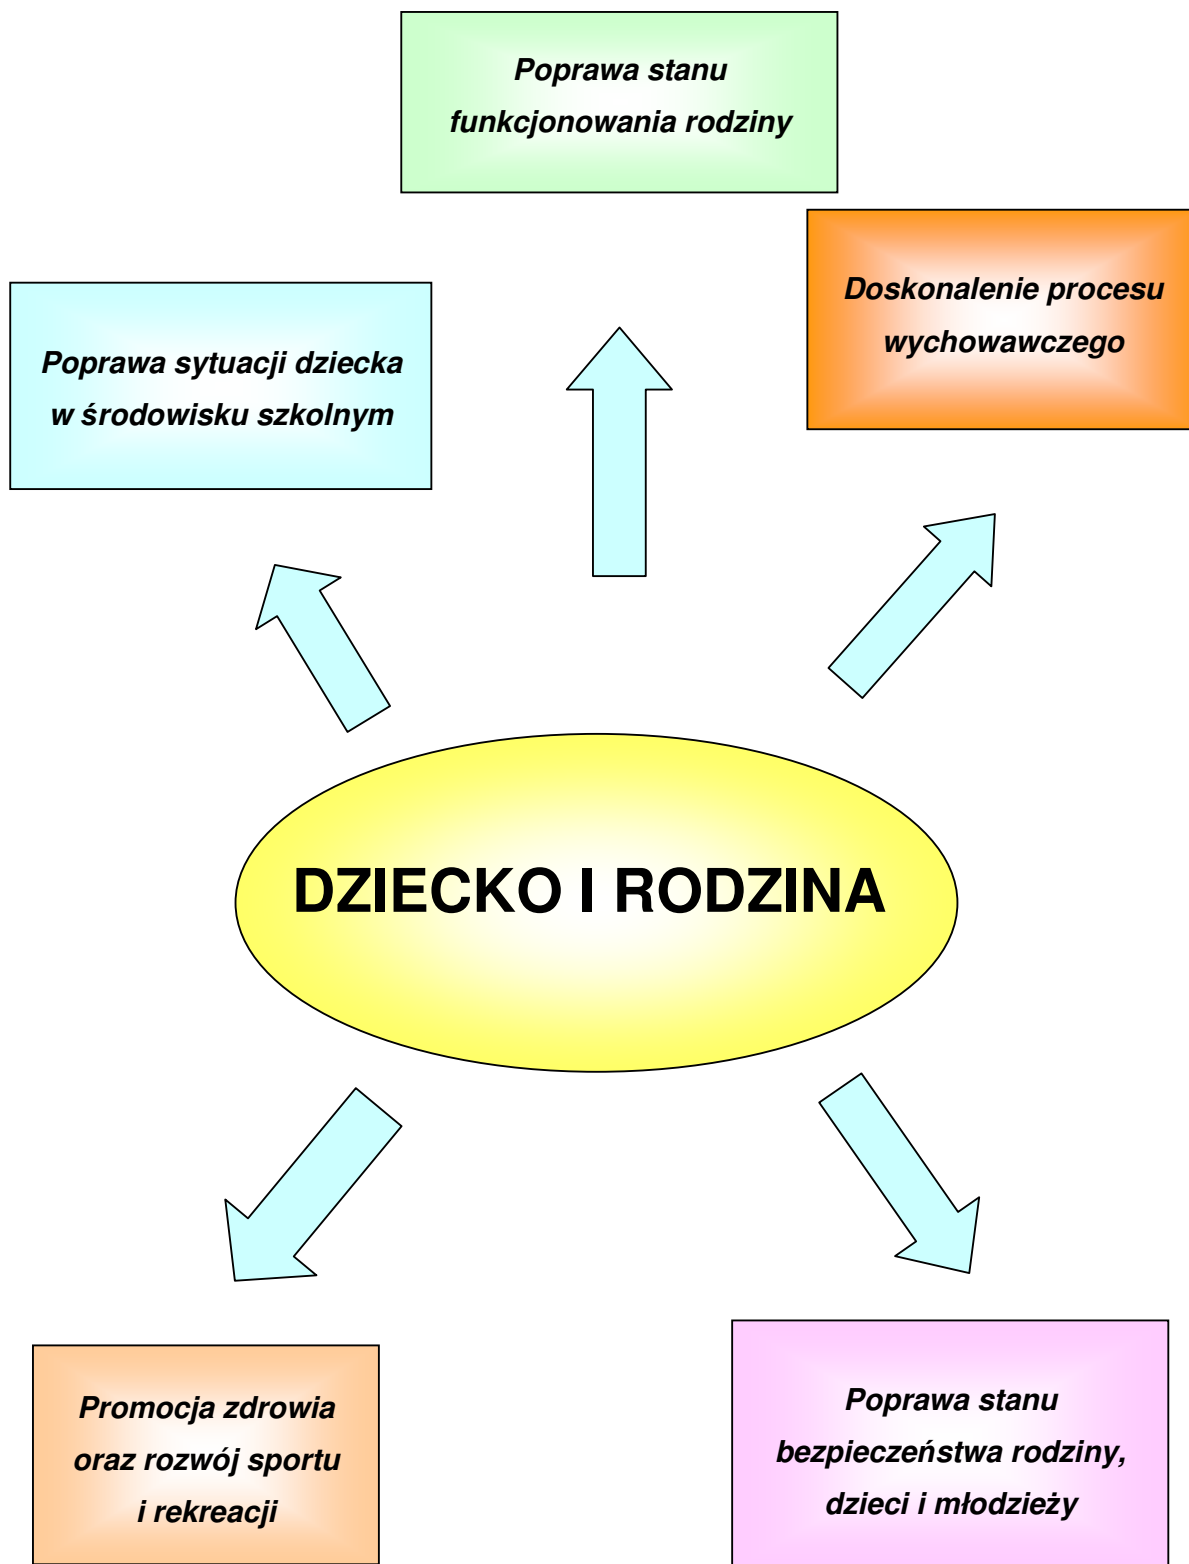 Poprawa stanu
funkcjonowania rodziny
Doskonalenie procesu
wychowawczego
Poprawa sytuacji dziecka
w środowisku szkolnym
DZIECKO I RODZINA
Promocja zdrowia
oraz rozwój sportu
i rekreacji
Poprawa stanu
bezpieczeństwa rodziny,
dzieci i młodzieży